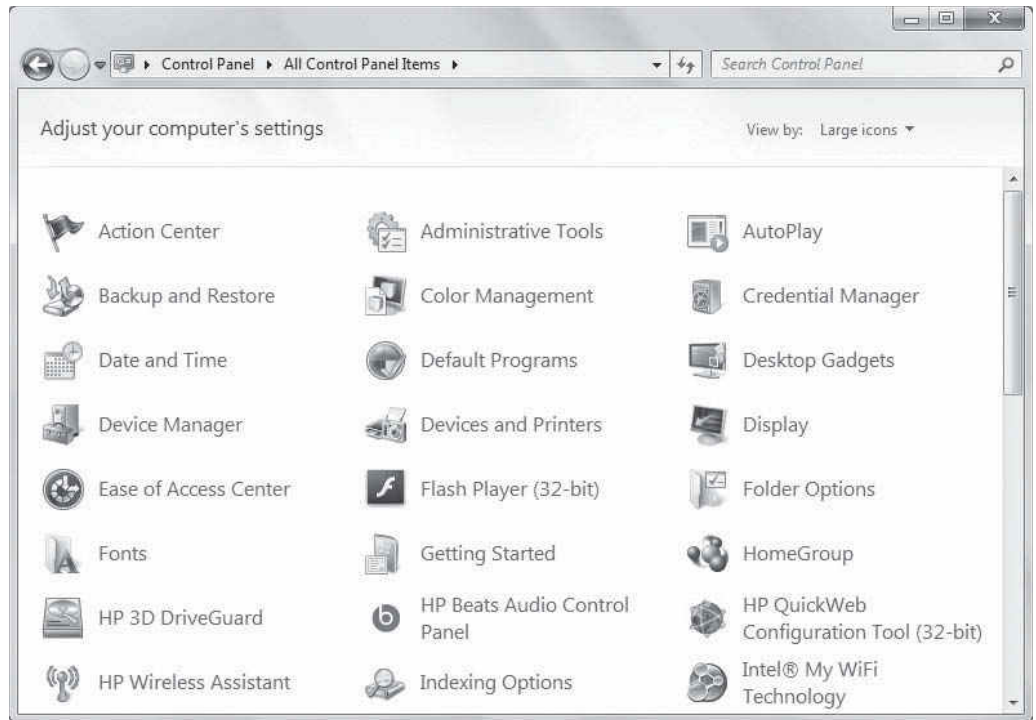 Control Panel ▸ All Control Panel Items ▸
Search Control Panel
Adjust your computer's settings
View by: Large icons
Action Center
Administrative Tools
AutoPlay
Backup and Restore
Color Management
Credential Manager
Date and Time
Default Programs
Desktop Gadgets
Device Manager
Devices and Printers
Display
Ease of Access Center
Flash Player (32-bit)
Folder Options
Fonts
Getting Started
HomeGroup
HP 3D DriveGuard
HP Beats Audio Control
Panel
HP QuickWeb
Configuration Tool (32-bit)
HP Wireless Assistant
Indexing Options
Intel® My WiFi
Technology